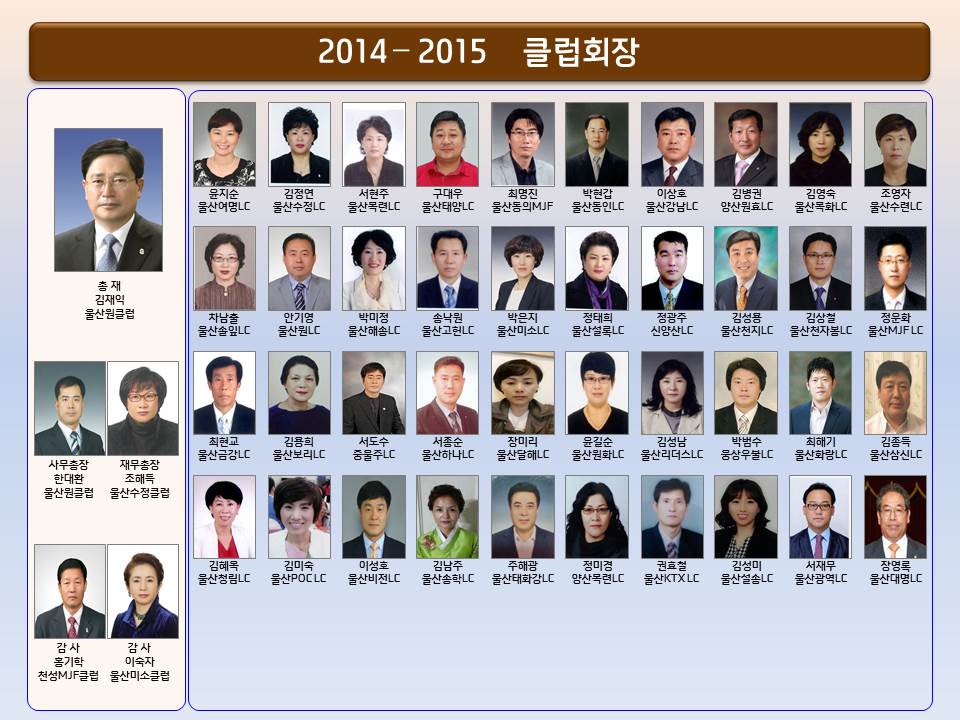 2014 – 2015 클럽회장
총 재
김재익
울산원클럽
사무총장 재무총장
한대완 조해득
울산원클럽 울산수정클럽
감 사 감 사
홍기학 이숙자
천성MJF클럽 울산미소클럽
윤지순 김정연 서현주 구대우 최명진 박현갑 이상호 김병권 김영숙 조영자
울산여명LC 울산수정LC 울산목련LC 울산태양LC 울산동의MJF 울산동인LC 울산강남LC 양산원효LC 울산목화LC 울산수련LC
차남출 안기영 박미정 송낙원 박은지 정태희 정광주 김성용 김상철 정운화
울산솔잎LC 울산원LC 울산해송LC 울산고헌LC 울산미소LC 울산설록LC 신양산LC 울산천지LC 울산천자봉LC 울산MJF LC
최현교 김용희 서도수 서종순 장미리 윤길순 김성남 박범수 최해기 김종득
울산금강LC 울산보리LC 중울주LC 울산하나LC 울산달해LC 울산원화LC 울산리더스LC 웅상우불LC 울산화랑LC 울산삼신LC
김혜옥 김미숙 이성호 김남주 주해광 정미경 권효철 김성미 서재무 장영록
울산청림LC 울산POC LC 울산비전LC 울산송학LC 울산태화강LC 양산목련LC 울산KTX LC 울산설송LC 울산광역LC 울산대명LC